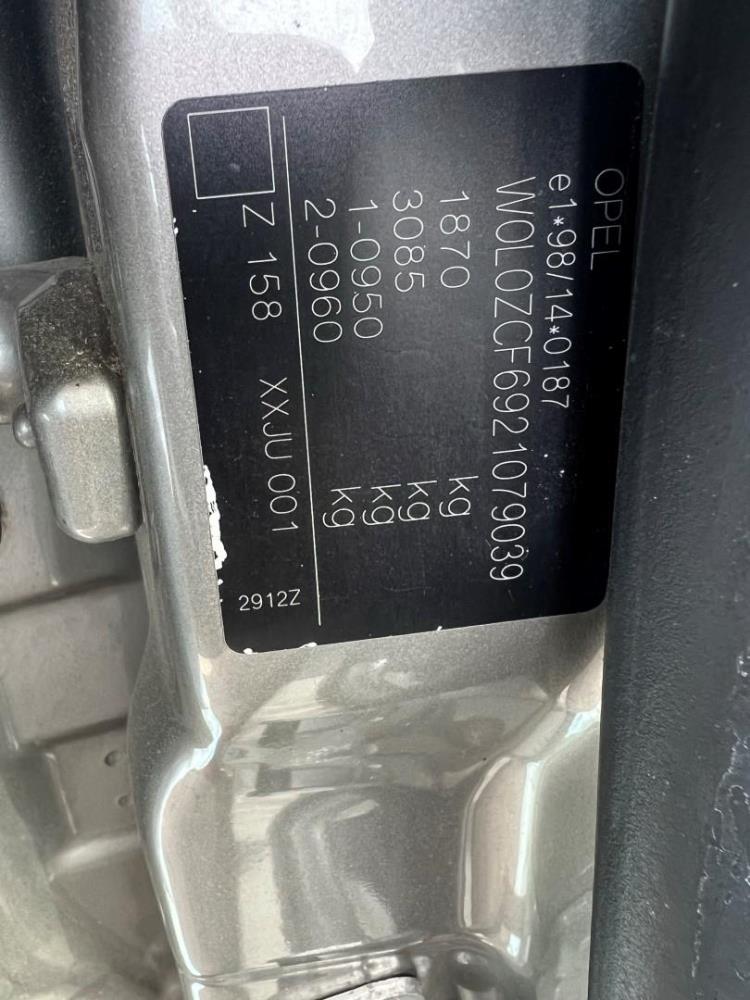 OPEL
e1*98/14*0187
W0L0ZCF6921079039
1870 kg
3085 kg
1-0950 kg
2-0960 kg
Z 158 XXJU 001 2912Z